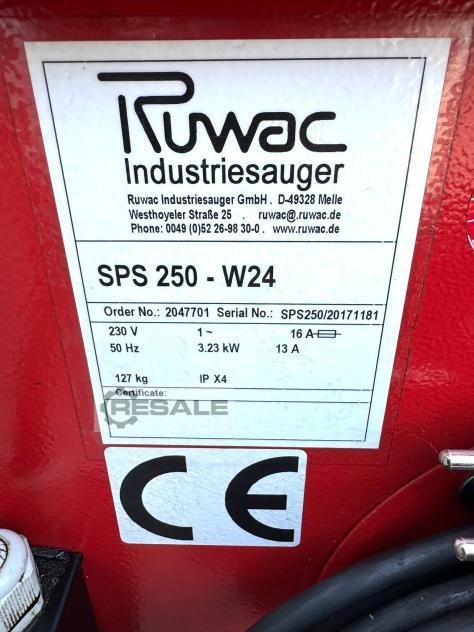 Ruwac
Industriesauger
Ruwac Industriesauger GmbH . D-49328 Melle
Westhoyeler Straße 25 . ruwac@.ruwac.de
Phone: 0049 (0)52 26-98 30-0 . www.ruwac.de
SPS 250 - W24
Order No.: 2047701 Serial No.: SPS250/20171181
230 V 1 ~ 16 A
50 Hz 3.23 kW 13 A
127 kg IP X4
Certificate:
RESALE
CE